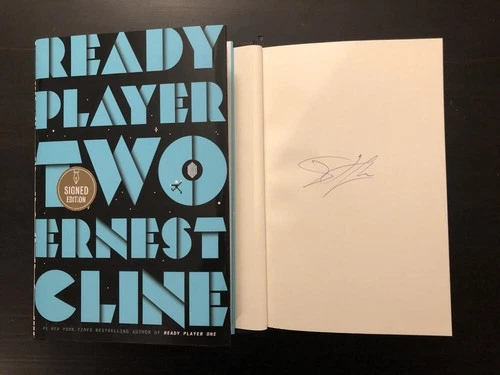 READY
PLAYER
TWO
SIGNED
EDITION
ERNEST
CLINE
#1 NEW YORK TIMES BESTSELLING AUTHOR OF READY PLAYER ONE